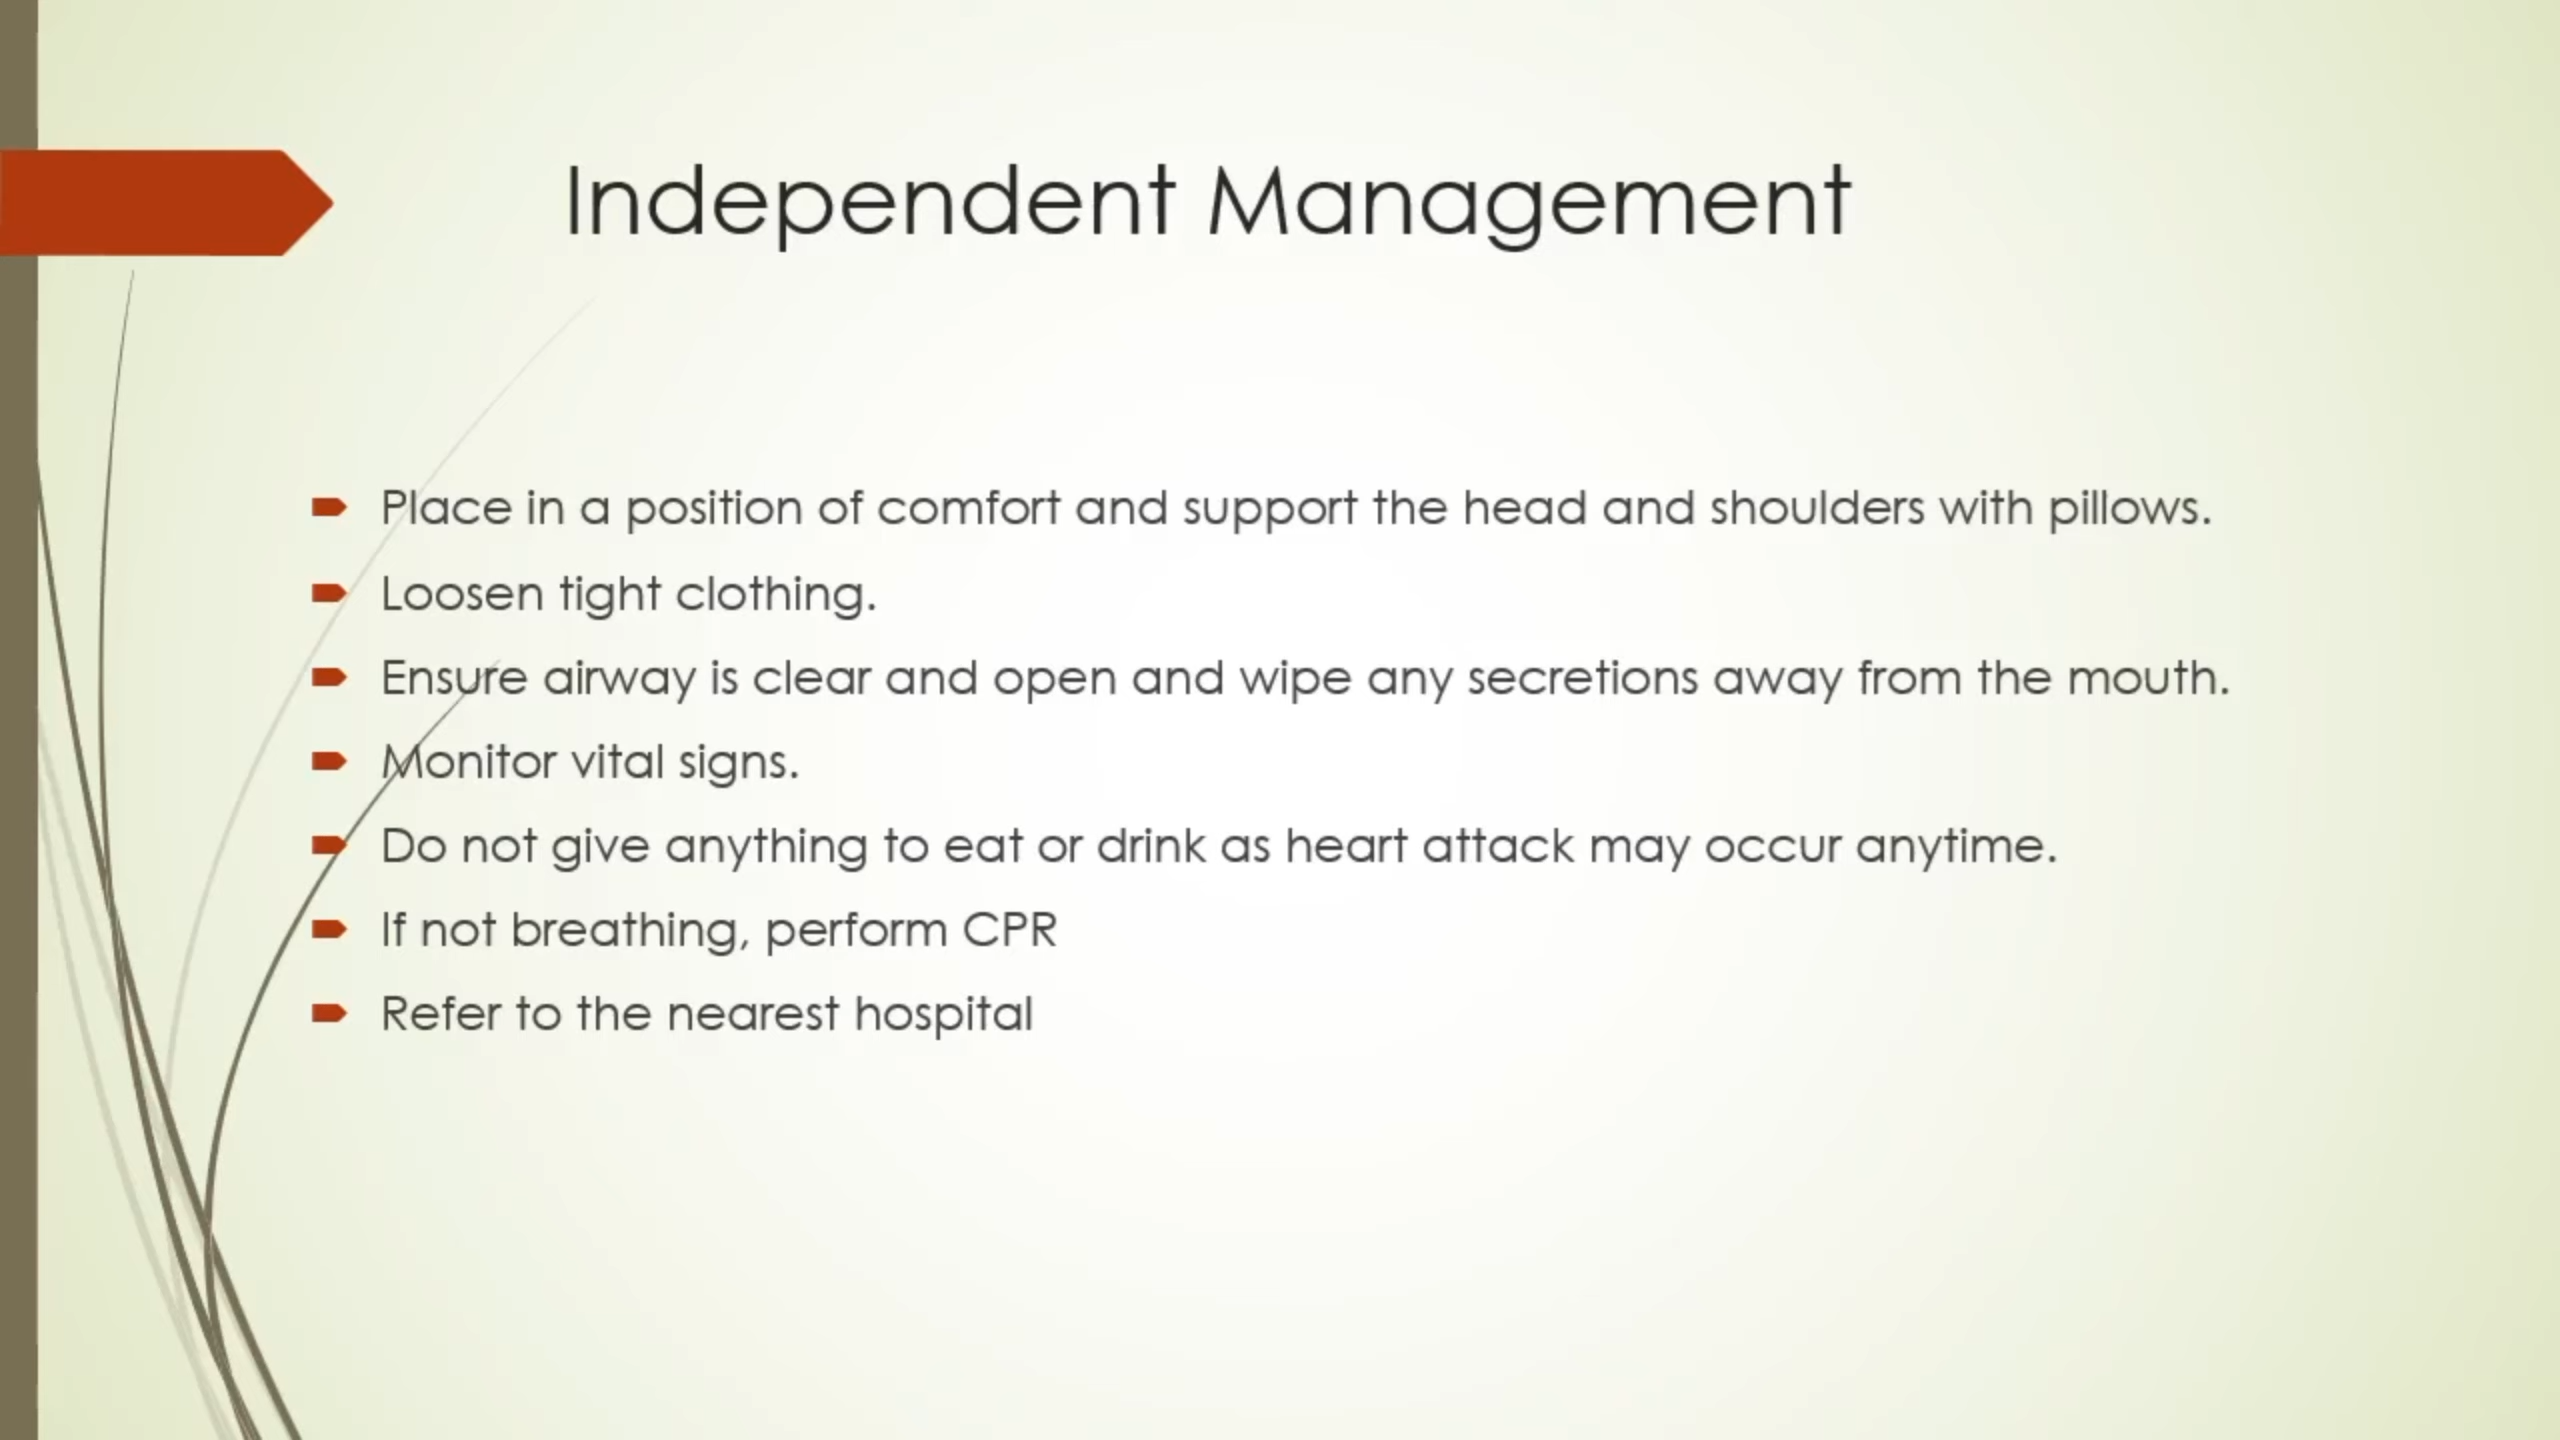 Independent Management
Place in a position of comfort and support the head and shoulders with pillows.
Loosen tight clothing.
Ensure airway is clear and open and wipe any secretions away from the mouth.
Monitor vital signs.
Do not give anything to eat or drink as heart attack may occur anytime.
If not breathing, perform CPR
Refer to the nearest hospital